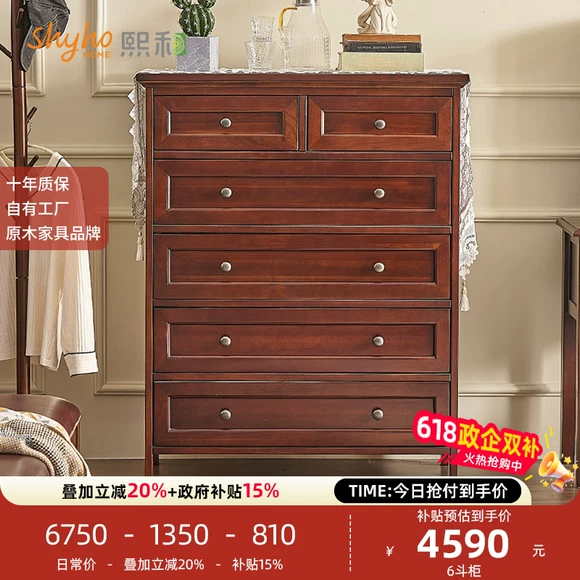 Shyho
HOME
熙和
十年质保
自有工厂
原木家具品牌
618政企双补
火热抢购中
叠加立减20%+政府补贴15%
TIME:今日抢付到手价
6750 - 1350 - 810
日常价 - 叠加立减20% - 补贴15%
补贴预估到手价
¥ 4590 元
6斗柜